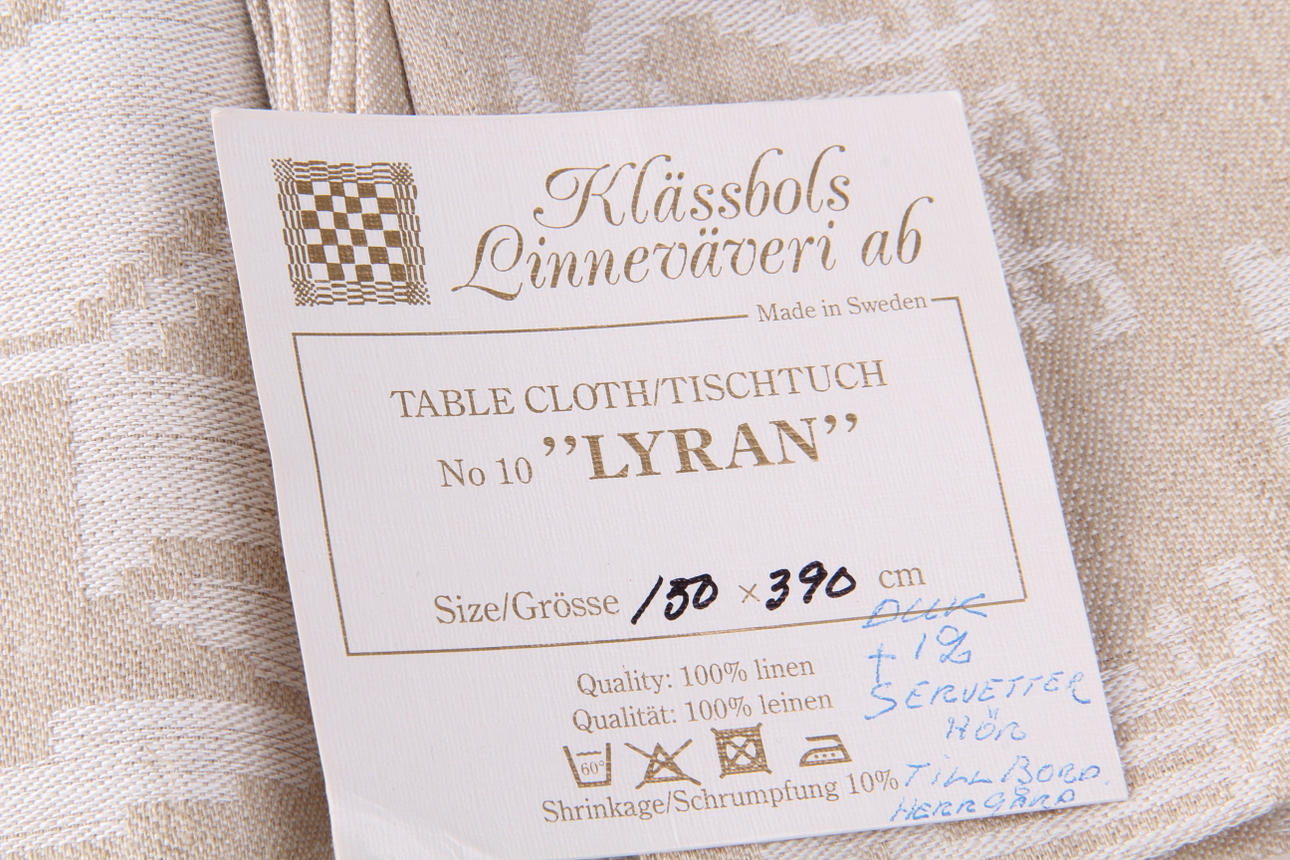 Klässbols
Linneväveri ab
Made in Sweden
TABLE CLOTH/TISCHTUCH
No 10 ”LYRAN”
Size/Grösse 150 × 390 cm
DUK
+ 12
SERVETTER
HÖR
TILL BORD.
HERRGÅRD
Quality: 100% linen
Qualität: 100% leinen
60°
Shrinkage/Schrumpfung 10%